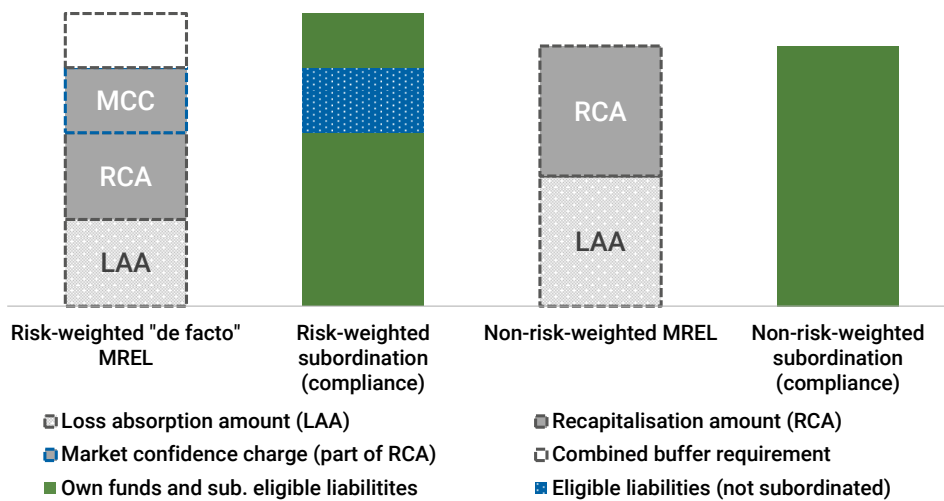 MCC
RCA
LAA
RCA
LAA
Risk-weighted "de facto"
MREL
Risk-weighted
subordination
(compliance)
Non-risk-weighted MREL
Non-risk-weighted
subordination
(compliance)
Loss absorption amount (LAA)
Recapitalisation amount (RCA)
Market confidence charge (part of RCA)
Combined buffer requirement
Own funds and sub. eligible liabilitites
Eligible liabilities (not subordinated)